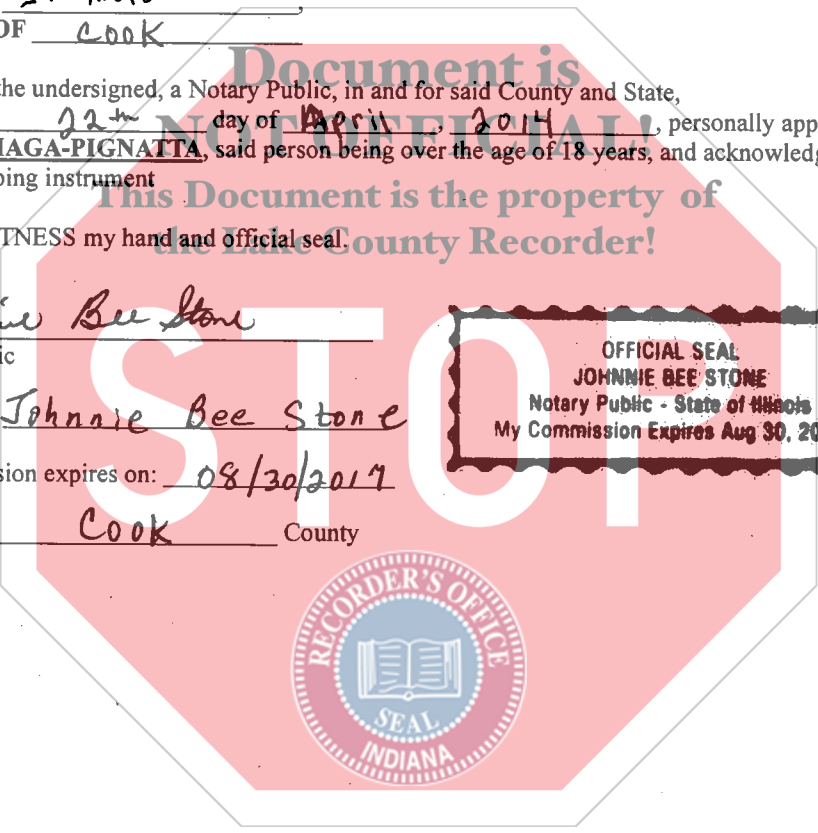 OF COOK
Document is
the undersigned, a Notary Public, in and for said County and State,
22th day of April, 2014, personally app
NOT OFFICIAL!
IAGA-PIGNATTA, said person being over the age of 18 years, and acknowledg
oing instrument
This Document is the property of
TNESS my hand and official seal.
the Lake County Recorder!
ie Bee Stone
ic
STOP
OFFICIAL SEAL
JOHNNIE BEE STONE
Notary Public - State of Illinois
My Commission Expires Aug 30, 20
Johnnie Bee Stone
sion expires on: 08/30/2017
COOK County
RECORDER'S OFFICE
SEAL
INDIANA